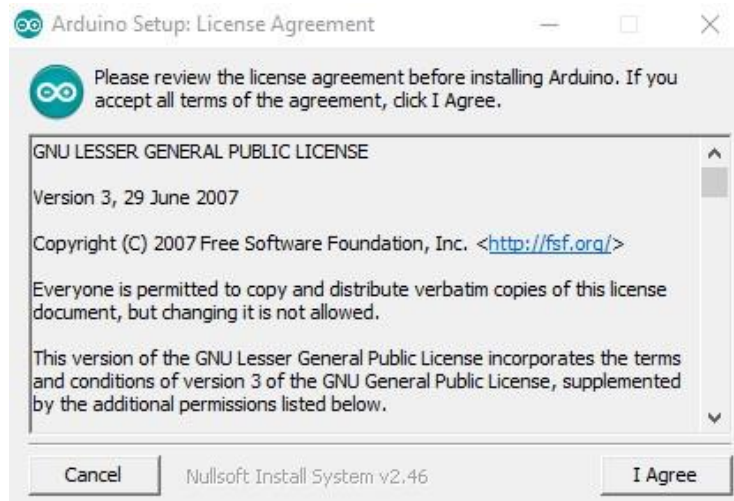 Arduino Setup: License Agreement
Please review the license agreement before installing Arduino. If you
accept all terms of the agreement, click I Agree.
GNU LESSER GENERAL PUBLIC LICENSE
Version 3, 29 June 2007
Copyright (C) 2007 Free Software Foundation, Inc. <http://fsf.org/>
Everyone is permitted to copy and distribute verbatim copies of this license
document, but changing it is not allowed.
This version of the GNU Lesser General Public License incorporates the terms
and conditions of version 3 of the GNU General Public License, supplemented
by the additional permissions listed below.
Cancel
Nullsoft Install System v2.46
I Agree